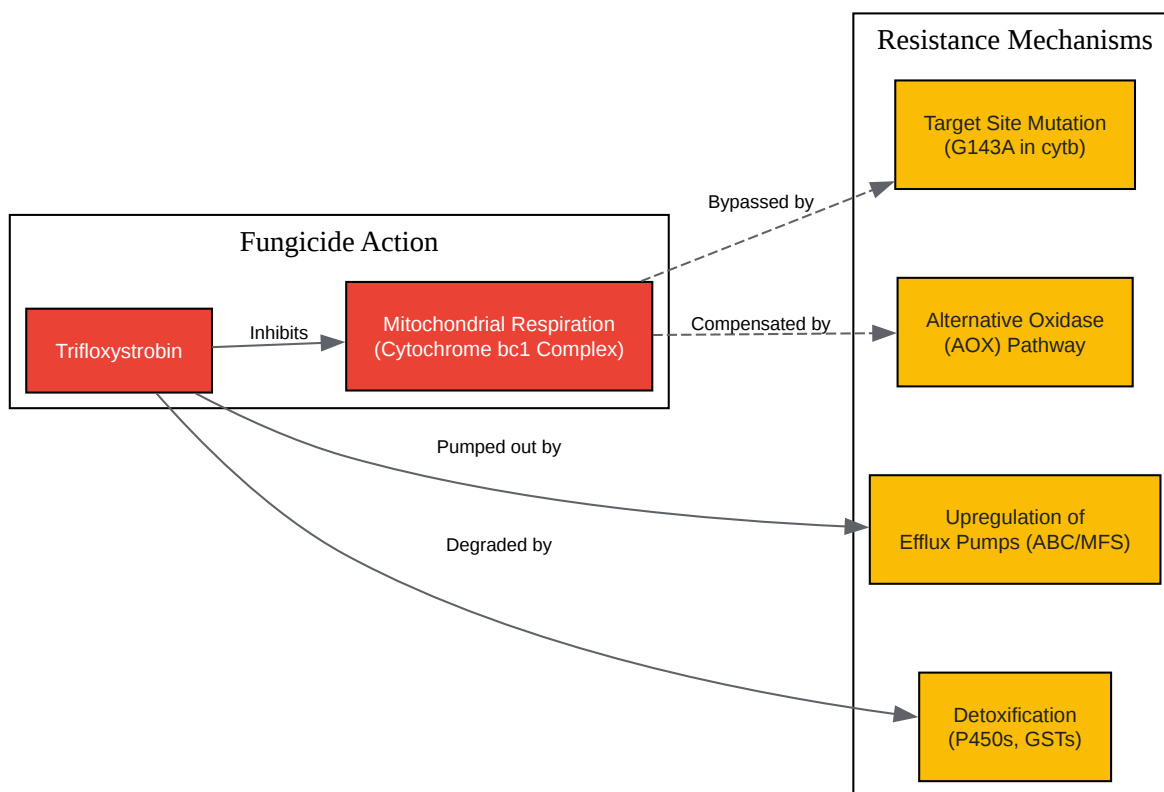 Resistance Mechanisms
Target Site Mutation
(G143A in cytb)
Bypassed by
Fungicide Action
Trifloxystrobin
Inhibits
Mitochondrial Respiration
(Cytochrome bc1 Complex)
Compensated by
Alternative Oxidase
(AOX) Pathway
Pumped out by
Upregulation of
Efflux Pumps (ABC/MFS)
Degraded by
Detoxification
(P450s, GSTs)